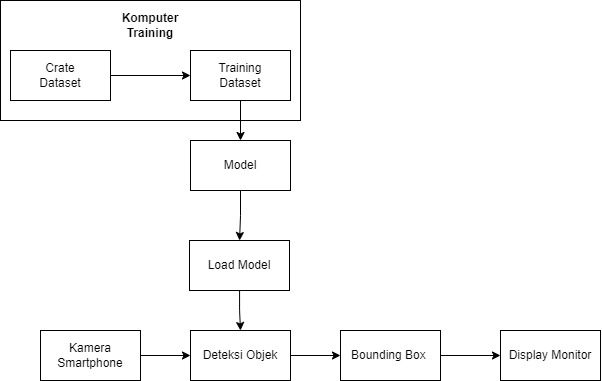 Komputer
Training
Crate
Dataset
Training
Dataset
Model
Load Model
Kamera
Smartphone
Deteksi Objek
Bounding Box
Display Monitor